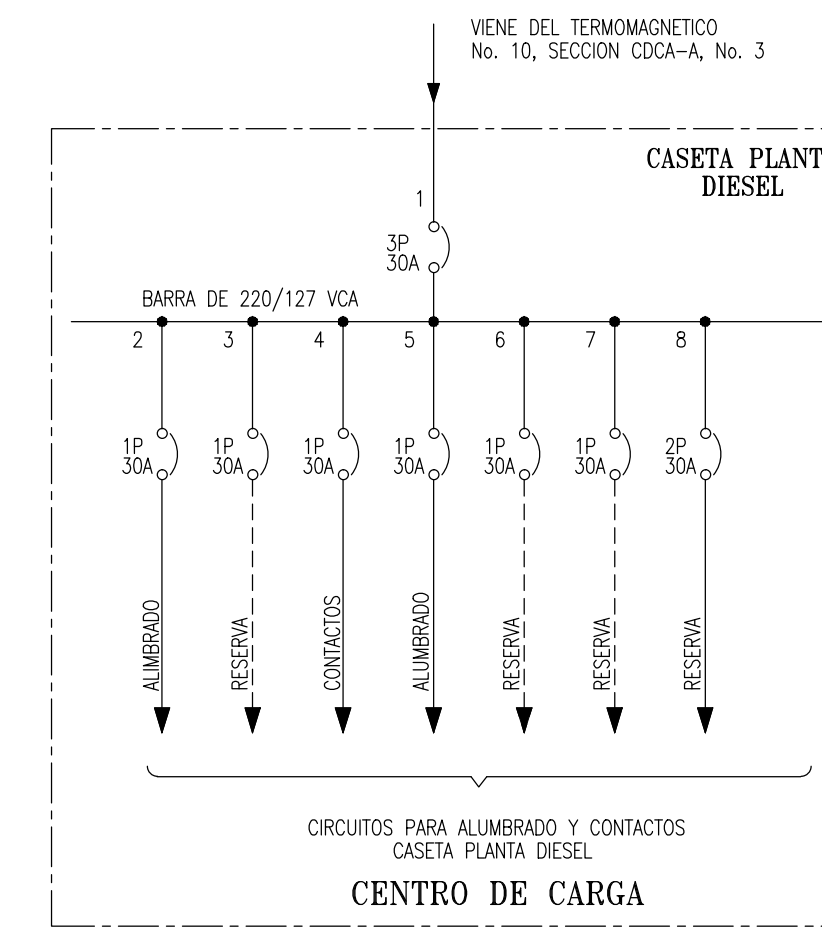 VIENE DEL TERMOMAGNETICO
No. 10, SECCION CDCA-A, No. 3
CASETA PLANT
DIESEL
1
3P
30A
BARRA DE 220/127 VCA
2 3 4 5 6 7 8
1P 1P 1P 1P 1P 1P 2P
30A 30A 30A 30A 30A 30A 30A
ALIMBRADO
RESERVA
CONTACTOS
ALUMBRADO
RESERVA
RESERVA
RESERVA
CIRCUITOS PARA ALUMBRADO Y CONTACTOS
CASETA PLANTA DIESEL
CENTRO DE CARGA